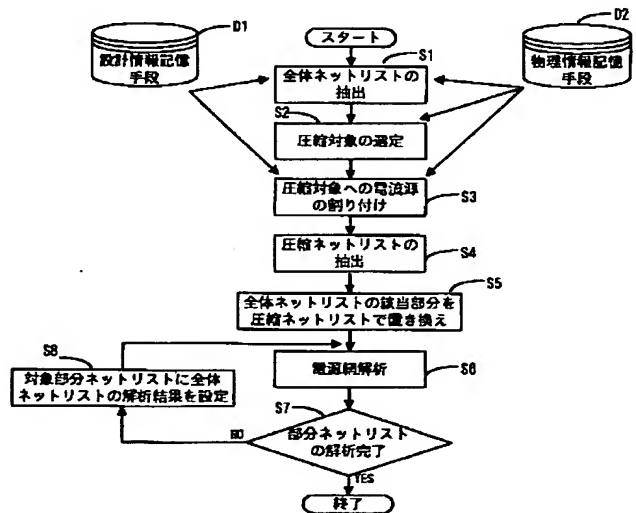 D1
D2
設計情報記憶
手段
物理情報記憶
手段
スタート
S1
全体ネットリストの
抽出
S2
圧縮対象の選定
圧縮対象への電流源
の割り付け
S3
圧縮ネットリストの
抽出
S4
S5
全体ネットリストの該当部分を
圧縮ネットリストで置き換え
S8
対象部分ネットリストに全体
ネットリストの解析結果を設定
電源網解析
S6
S7
部分ネットリスト
の解析完了
NO
YES
終了